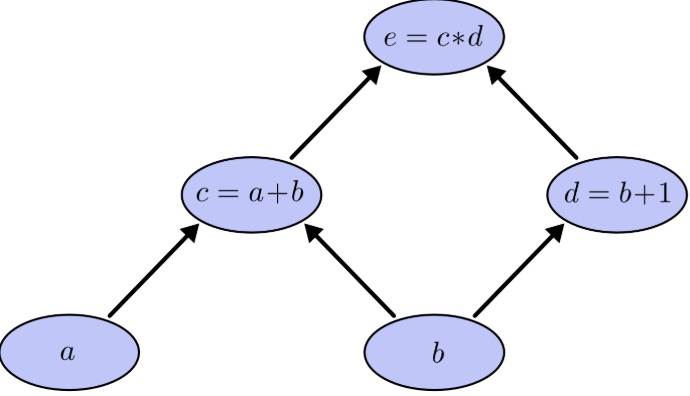 e = c*d
c = a+b
d = b+1
a
b